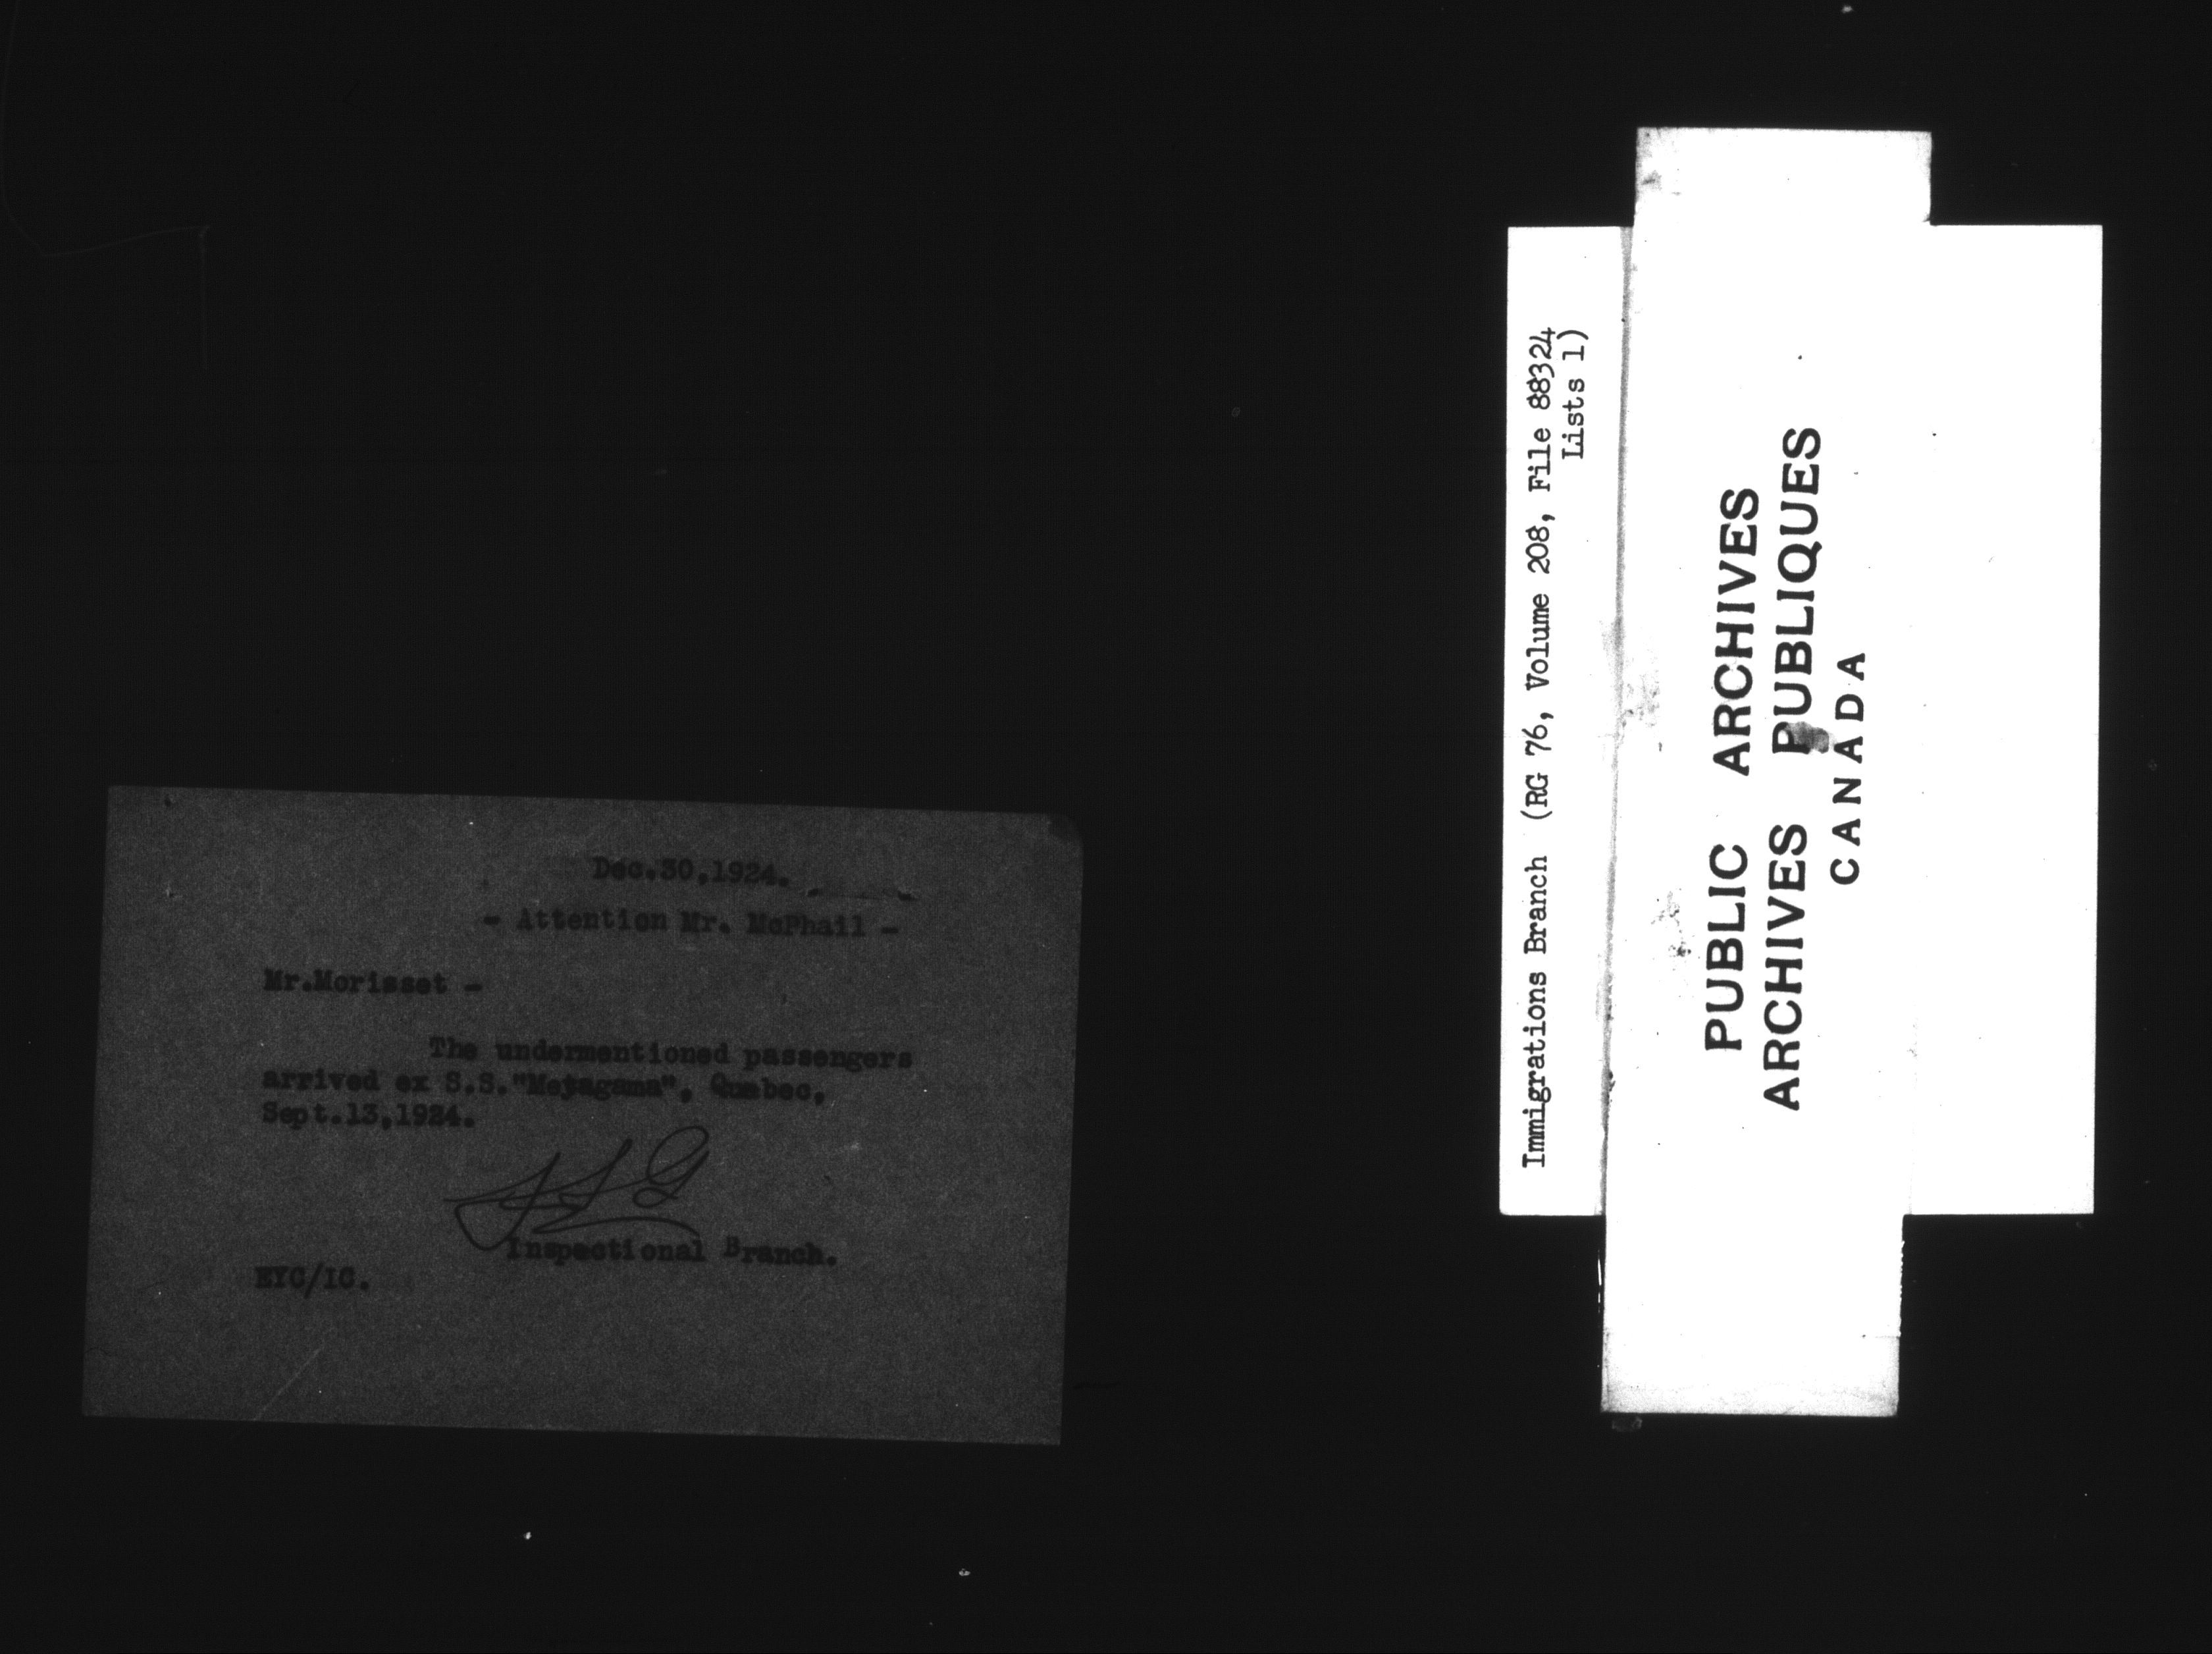 Dec.30,1924.
- Attention Mr. McPhail -
Mr.Morisset -
The undermentioned passengers
arrived ex S.S."Metagama", Quebec,
Sept.13,1924.
Inspectional Branch.
EYC/IC.
Immigrations Branch (RG 76, Volume 208, File 88324
Lists 1)
PUBLIC ARCHIVES
ARCHIVES PUBLIQUES
CANADA